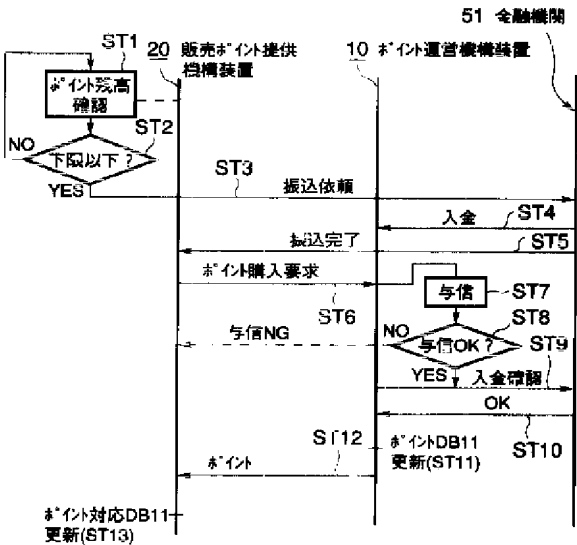 51 金融機関
ST1
20 販売ポイント提供
機構装置
10 ポイント運営機構装置
ポイント残高
確認
ST2
NO
下限以下？
YES
ST3
振込依頼
入金
ST4
振込完了
ST5
ポイント購入要求
ST6
与信
ST7
ST8
与信NG
NO
与信OK？
ST9
YES
入金確認
OK
ST10
ST12
ポイントDB11
更新(ST11)
ポイント
ポイント対応DB11
更新(ST13)